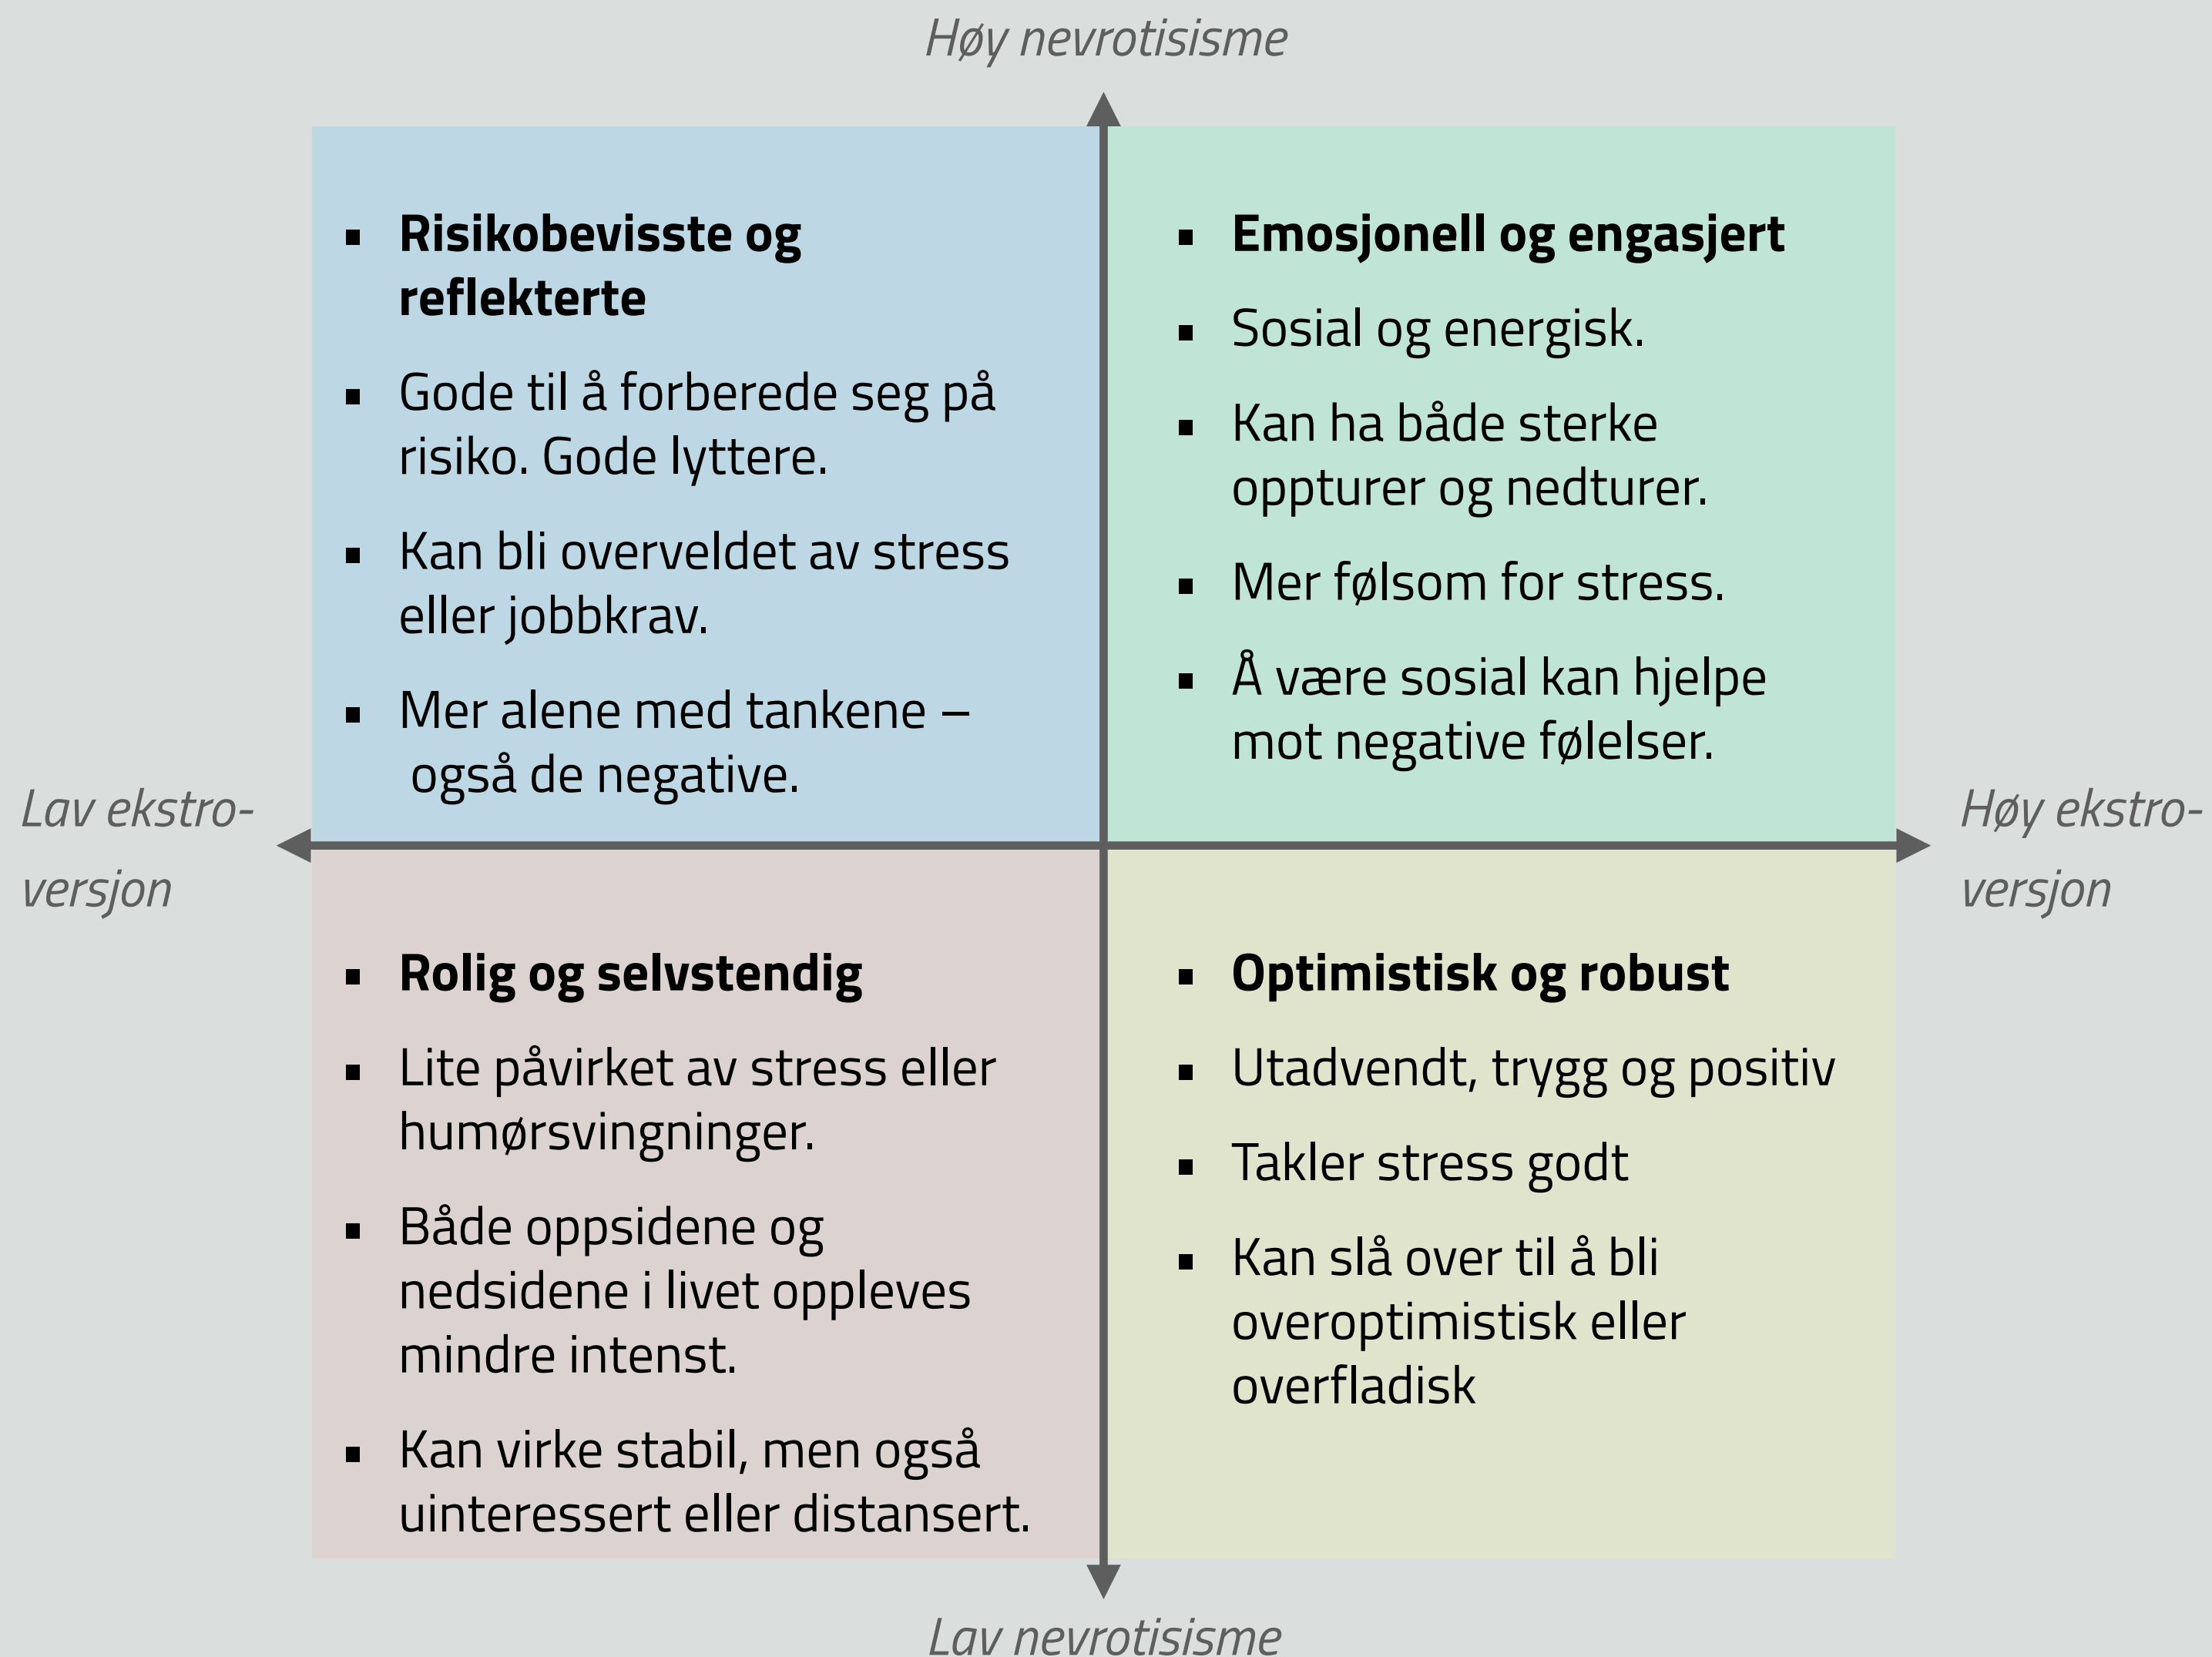 Høy nevrotisisme
Risikobevisste og
reflekterte
Gode til å forberede seg på
risiko. Gode lyttere.
Kan bli overveldet av stress
eller jobbkrav.
Mer alene med tankene –
også de negative.
Emosjonell og engasjert
Sosial og energisk.
Kan ha både sterke
oppturer og nedturer.
Mer følsom for stress.
Å være sosial kan hjelpe
mot negative følelser.
Lav ekstro-
versjon
Høy ekstro-
versjon
Rolig og selvstendig
Lite påvirket av stress eller
humørsvingninger.
Både oppsidene og
nedsidene i livet oppleves
mindre intenst.
Kan virke stabil, men også
uinteressert eller distansert.
Optimistisk og robust
Utadvendt, trygg og positiv
Takler stress godt
Kan slå over til å bli
overoptimistisk eller
overfladisk
Lav nevrotisisme